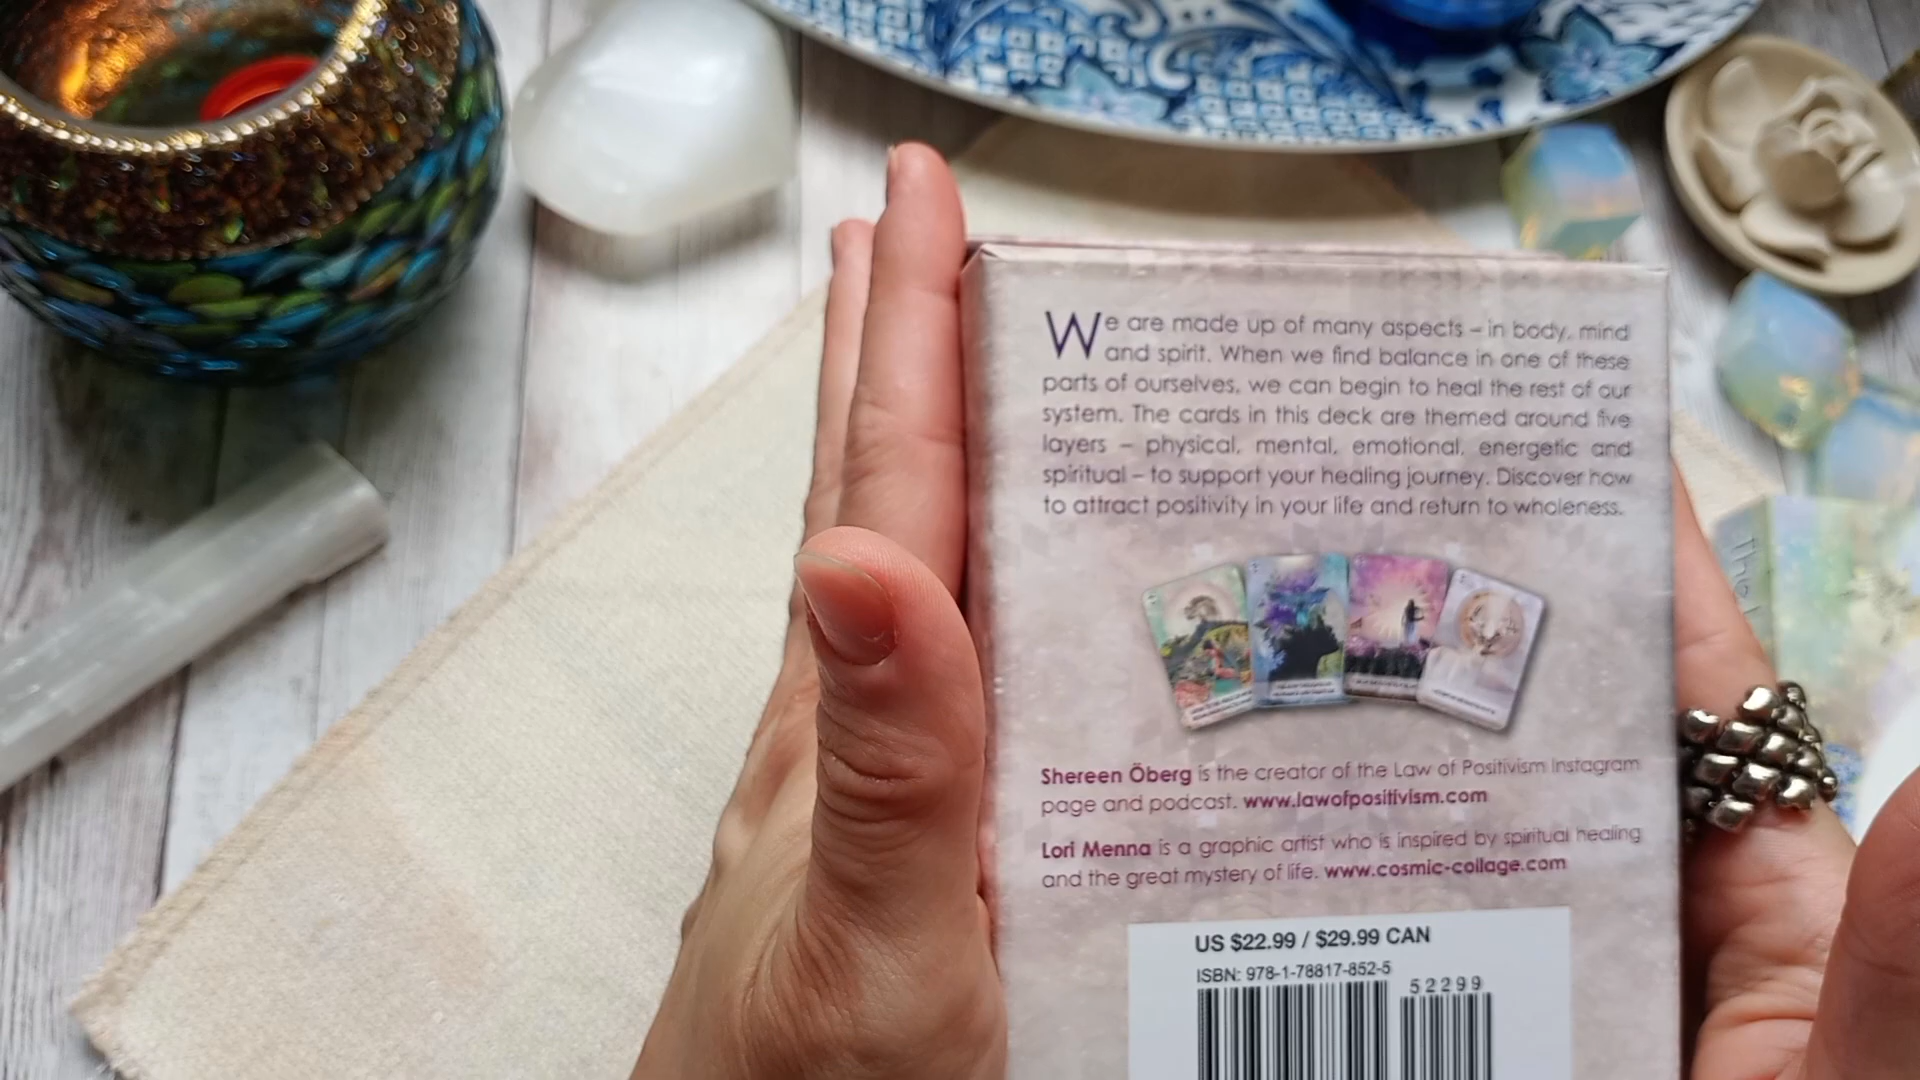 We are made up of many aspects – in body, mind
and spirit. When we find balance in one of these
parts of ourselves, we can begin to heal the rest of our
system. The cards in this deck are themed around five
layers – physical, mental, emotional, energetic and
spiritual – to support your healing journey. Discover how
to attract positivity in your life and return to wholeness.
Shereen Öberg is the creator of the Law of Positivism Instagram
page and podcast. www.lawofpositivism.com
Lori Menna is a graphic artist who is inspired by spiritual healing
and the great mystery of life. www.cosmic-collage.com
US $22.99 / $29.99 CAN
ISBN: 978-1-78817-852-5
52299